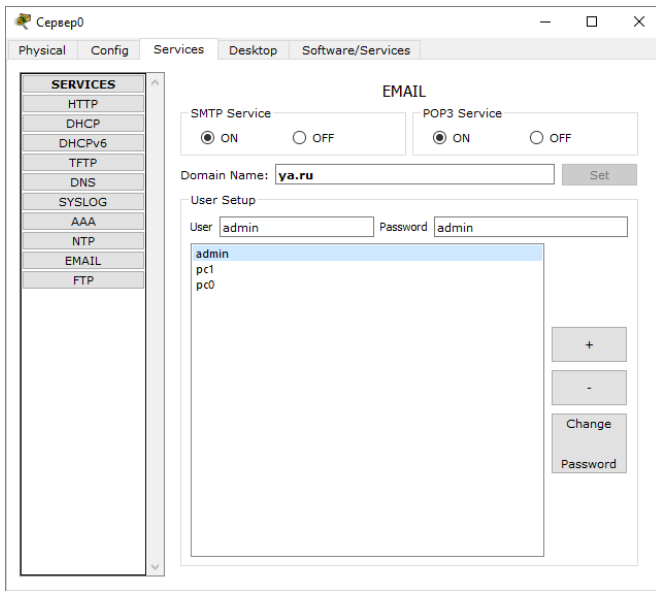 Сервер0
Physical Config Services Desktop Software/Services
SERVICES
HTTP
DHCP
DHCPv6
TFTP
DNS
SYSLOG
AAA
NTP
EMAIL
FTP
EMAIL
SMTP Service
ON OFF
POP3 Service
ON OFF
Domain Name: ya.ru Set
User Setup
User admin Password admin
admin
pc1
pc0
+
-
Change
Password